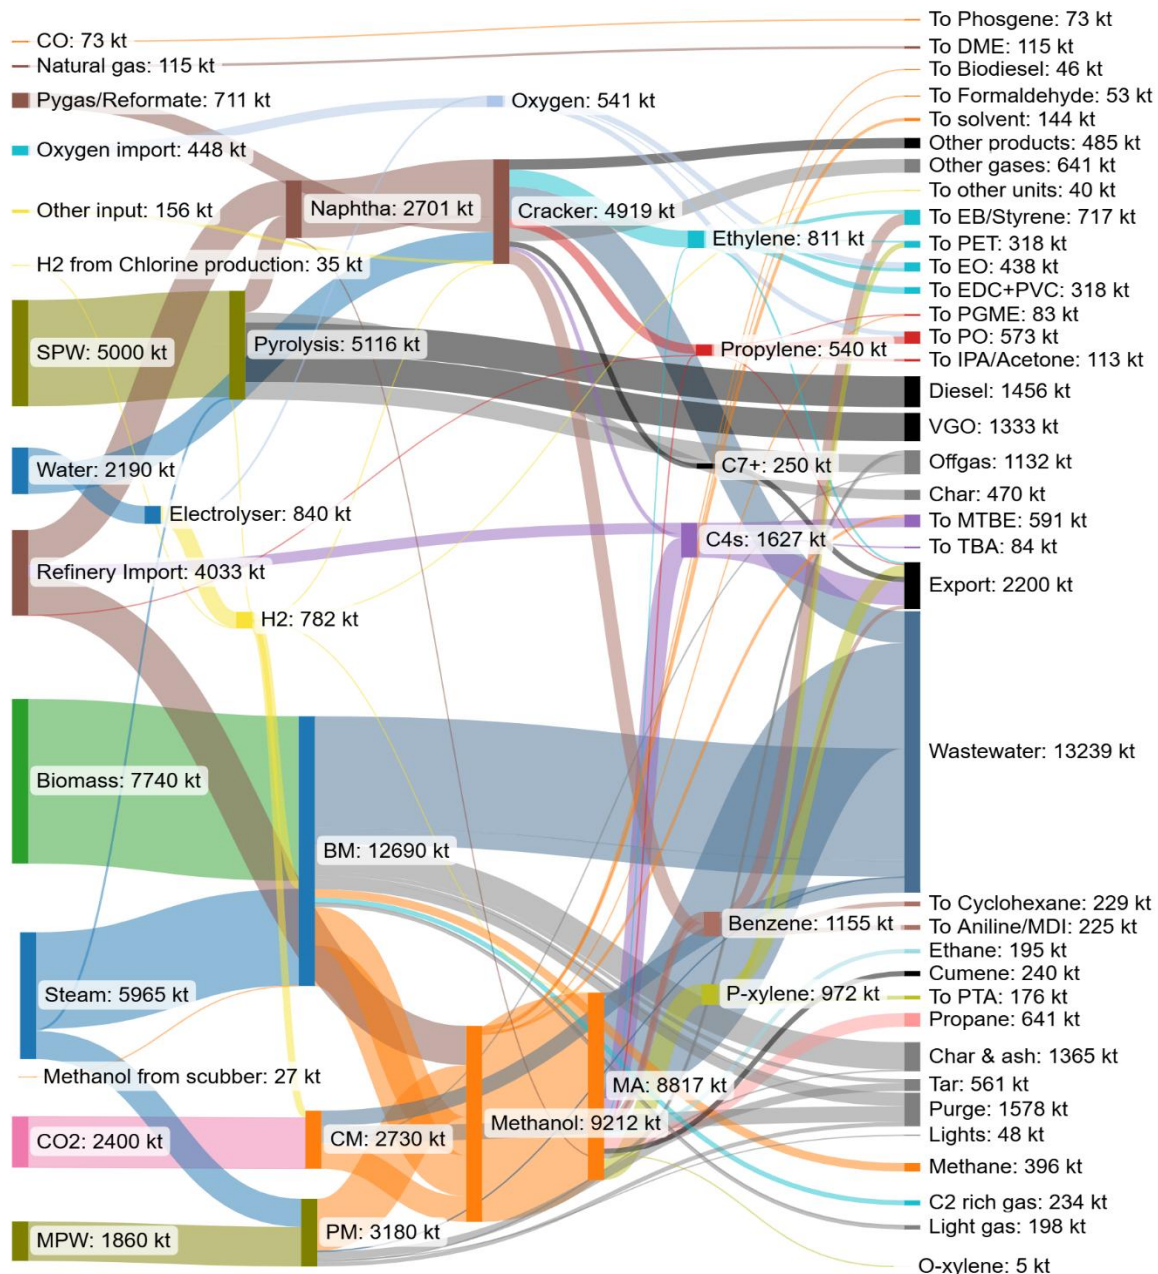 CO: 73 kt
Natural gas: 115 kt
Pygas/Reformate: 711 kt
Oxygen import: 448 kt
Other input: 156 kt
H2 from Chlorine production: 35 kt
SPW: 5000 kt
Water: 2190 kt
Refinery Import: 4033 kt
Biomass: 7740 kt
Steam: 5965 kt
Methanol from scubber: 27 kt
CO2: 2400 kt
MPW: 1860 kt
Naphtha: 2701 kt
Pyrolysis: 5116 kt
Electrolyser: 840 kt
H2: 782 kt
BM: 12690 kt
CM: 2730 kt
PM: 3180 kt
Oxygen: 541 kt
Cracker: 4919 kt
Methanol: 9212 kt
MA: 8817 kt
Ethylene: 811 kt
Propylene: 540 kt
C7+: 250 kt
C4s: 1627 kt
Benzene: 1155 kt
P-xylene: 972 kt
To Phosgene: 73 kt
To DME: 115 kt
To Biodiesel: 46 kt
To Formaldehyde: 53 kt
To solvent: 144 kt
Other products: 485 kt
Other gases: 641 kt
To other units: 40 kt
To EB/Styrene: 717 kt
To PET: 318 kt
To EO: 438 kt
To EDC+PVC: 318 kt
To PGME: 83 kt
To PO: 573 kt
To IPA/Acetone: 113 kt
Diesel: 1456 kt
VGO: 1333 kt
Offgas: 1132 kt
Char: 470 kt
To MTBE: 591 kt
To TBA: 84 kt
Export: 2200 kt
Wastewater: 13239 kt
To Cyclohexane: 229 kt
To Aniline/MDI: 225 kt
Ethane: 195 kt
Cumene: 240 kt
To PTA: 176 kt
Propane: 641 kt
Char & ash: 1365 kt
Tar: 561 kt
Purge: 1578 kt
Lights: 48 kt
Methane: 396 kt
C2 rich gas: 234 kt
Light gas: 198 kt
O-xylene: 5 kt